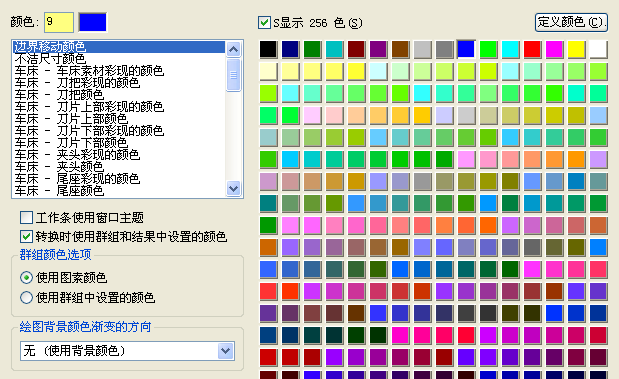 颜色: 9
S显示 256 色(S)
定义颜色(C).
边界移动颜色
不洁尺寸颜色
车床 - 车床素材彩现的颜色
车床 - 刀把彩现的颜色
车床 - 刀把颜色
车床 - 刀片上部彩现的颜色
车床 - 刀片上部颜色
车床 - 刀片下部彩现的颜色
车床 - 刀片下部颜色
车床 - 夹头彩现的颜色
车床 - 夹头颜色
车床 - 尾座彩现的颜色
车床 - 尾座颜色
工作条使用窗口主题
转换时使用群组和结果中设置的颜色
群组颜色选项
使用图素颜色
使用群组中设置的颜色
绘图背景颜色渐变的方向
无 (使用背景颜色)